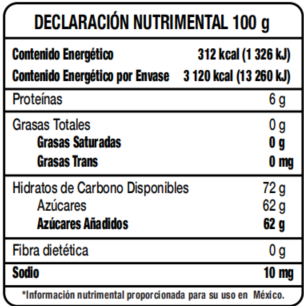 DECLARACIÓN NUTRIMENTAL 100 g
Contenido Energético 312 kcal (1 326 kJ)
Contenido Energético por Envase 3 120 kcal (13 260 kJ)
Proteínas 6 g
Grasas Totales 0 g
Grasas Saturadas 0 g
Grasas Trans 0 mg
Hidratos de Carbono Disponibles 72 g
Azúcares 62 g
Azúcares Añadidos 62 g
Fibra dietética 0 g
Sodio 10 mg
*Información nutrimental proporcionada para su uso en México.